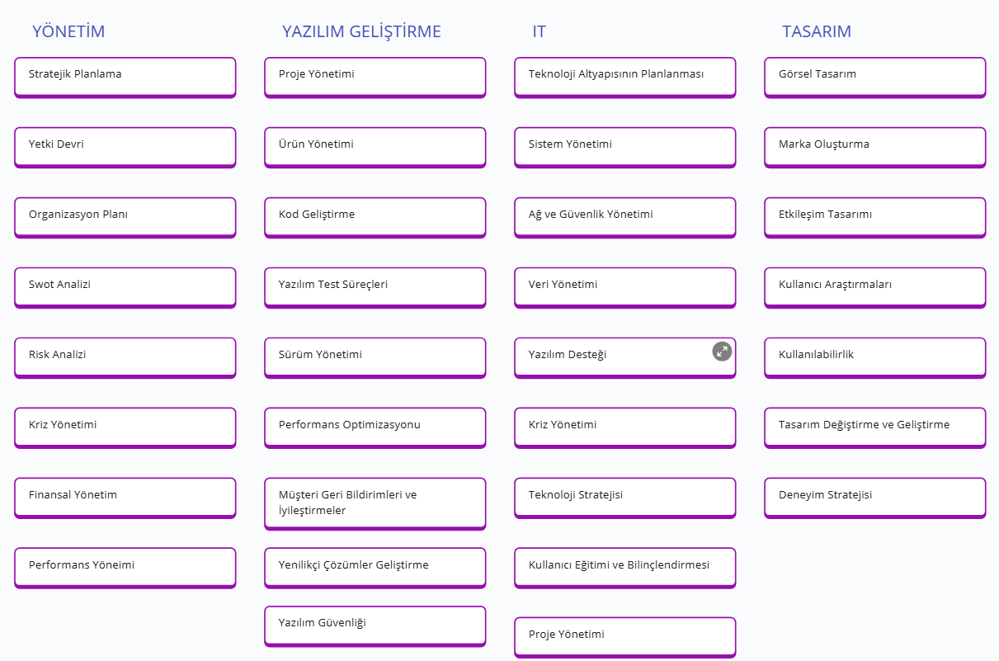 YÖNETİM
Stratejik Planlama
Yetki Devri
Organizasyon Planı
Swot Analizi
Risk Analizi
Kriz Yönetimi
Finansal Yönetim
Performans Yöneimi
YAZILIM GELİŞTİRME
Proje Yönetimi
Ürün Yönetimi
Kod Geliştirme
Yazılım Test Süreçleri
Sürüm Yönetimi
Performans Optimizasyonu
Müşteri Geri Bildirimleri ve
İyileştirmeler
Yenilikçi Çözümler Geliştirme
Yazılım Güvenliği
IT
Teknoloji Altyapısının Planlanması
Sistem Yönetimi
Ağ ve Güvenlik Yönetimi
Veri Yönetimi
Yazılım Desteği
Kriz Yönetimi
Teknoloji Stratejisi
Kullanıcı Eğitimi ve Bilinçlendirmesi
Proje Yönetimi
TASARIM
Görsel Tasarım
Marka Oluşturma
Etkileşim Tasarımı
Kullanıcı Araştırmaları
Kullanılabilirlik
Tasarım Değiştirme ve Geliştirme
Deneyim Stratejisi